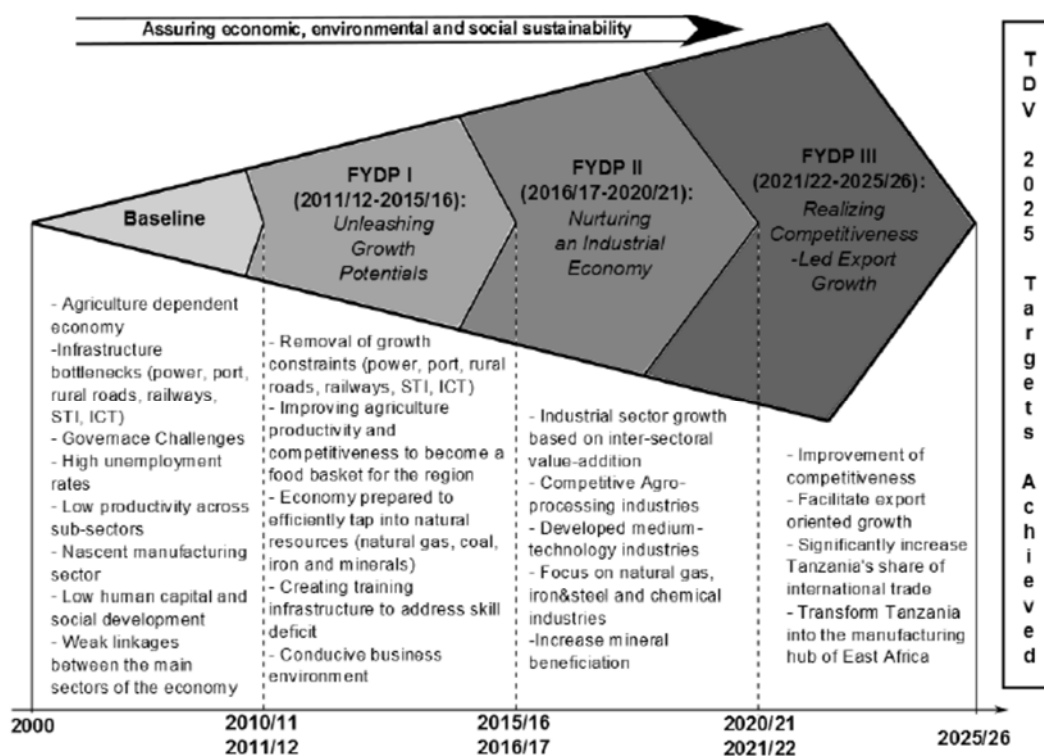 Assuring economic, environmental and social sustainability
Baseline
FYDP I
(2011/12-2015/16):
Unleashing
Growth
Potentials
FYDP II
(2016/17-2020/21):
Nurturing
an Industrial
Economy
FYDP III
(2021/22-2025/26):
Realizing
Competitiveness
-Led Export
Growth
- Agriculture dependent
economy
-Infrastructure
bottlenecks (power, port,
rural roads, railways,
STI, ICT)
- Governace Challenges
- High unemployment
rates
- Low productivity across
sub-sectors
- Nascent manufacturing
sector
- Low human capital and
social development
- Weak linkages
between the main
sectors of the economy
- Removal of growth
constraints (power, port, rural
roads, railways, STI, ICT)
- Improving agriculture
productivity and
competitiveness to become a
food basket for the region
- Economy prepared to
efficiently tap into natural
resources (natural gas, coal,
iron and minerals)
- Creating training
infrastructure to address skill
deficit
- Conducive business
environment
- Industrial sector growth
based on inter-sectoral
value-addition
- Competitive Agro-
processing industries
- Developed medium-
technology industries
- Focus on natural gas,
iron&steel and chemical
industries
-Increase mineral
beneficiation
- Improvement of
competitiveness
- Facilitate export
oriented growth
- Significantly increase
Tanzania's share of
international trade
- Transform Tanzania
into the manufacturing
hub of East Africa
TDV 2025 Targets Achieved
2000
2010/11
2011/12
2015/16
2016/17
2020/21
2021/22
2025/26